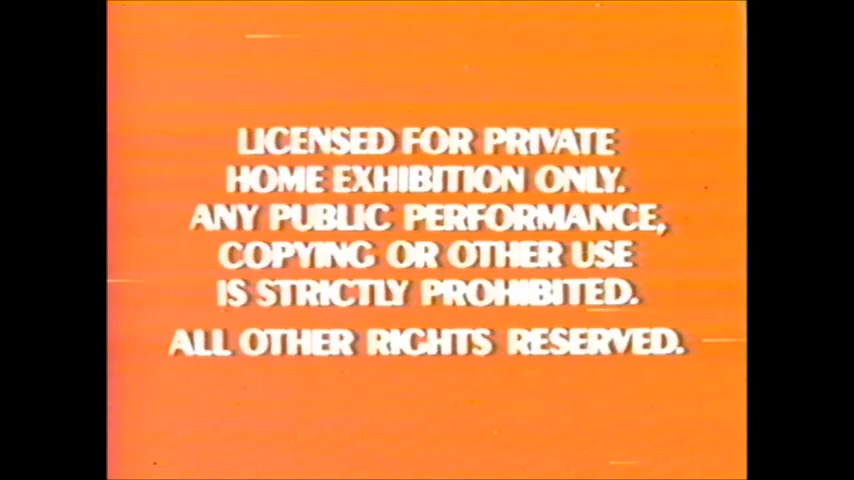 LICENSED FOR PRIVATE
HOME EXHIBITION ONLY.
ANY PUBLIC PERFORMANCE,
COPYING OR OTHER USE
IS STRICTLY PROHIBITED.
ALL OTHER RIGHTS RESERVED.